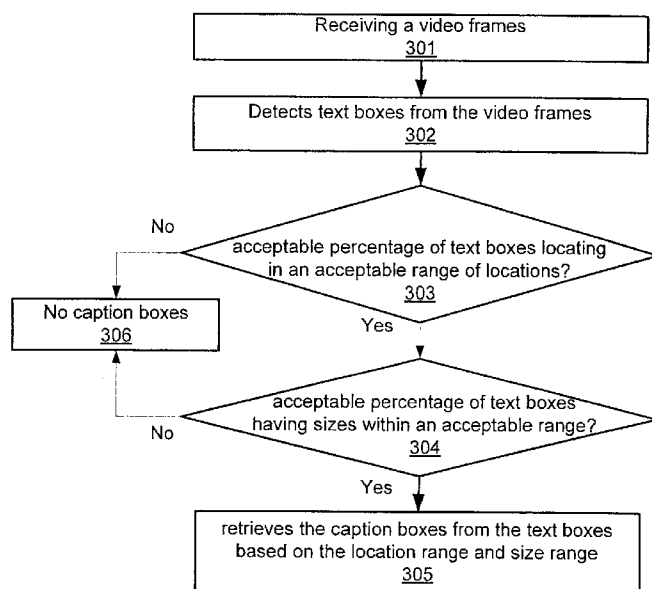 Receiving a video frames
301
Detects text boxes from the video frames
302
No
acceptable percentage of text boxes locating
in an acceptable range of locations?
303
No caption boxes
306
Yes
acceptable percentage of text boxes
having sizes within an acceptable range?
304
No
Yes
retrieves the caption boxes from the text boxes
based on the location range and size range
305